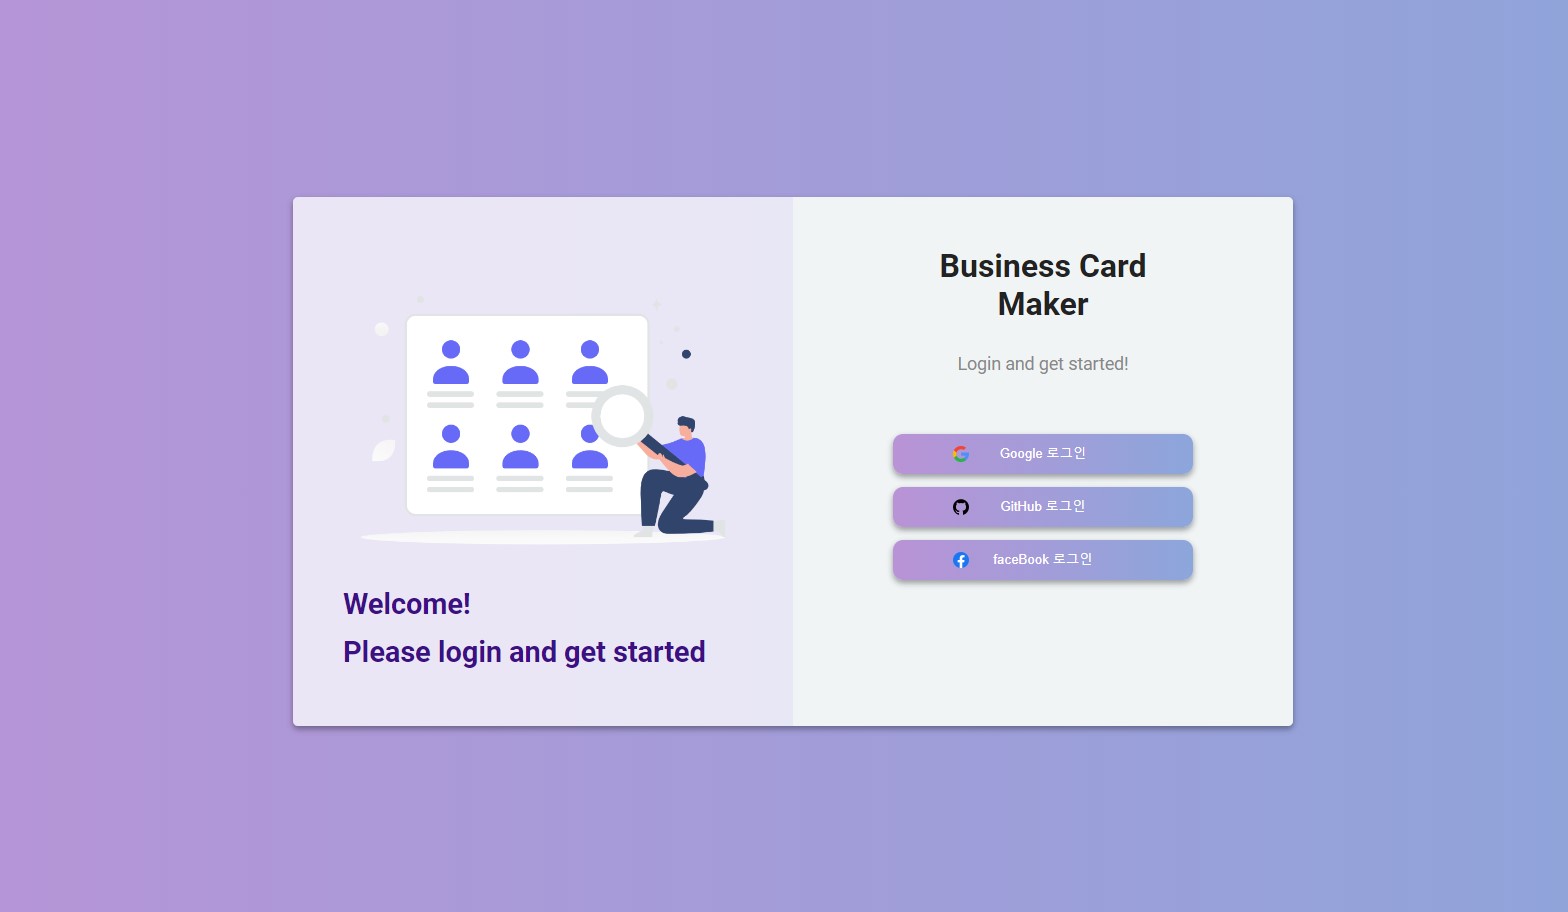 Welcome!
Please login and get started
Business Card
Maker
Login and get started!
Google 로그인
GitHub 로그인
faceBook 로그인